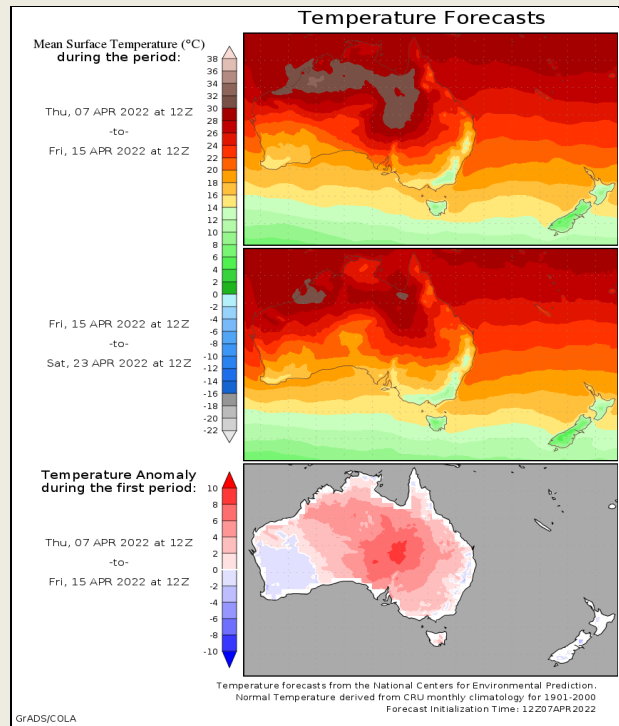 Temperature Forecasts
Mean Surface Temperature (°C)
during the period:
38
36
34
32
30
28
26
24
22
20
18
16
14
12
10
8
6
4
2
0
-2
-4
-6
-8
-10
-12
-14
-16
-18
-20
-22
Thu, 07 APR 2022 at 12Z
-to-
Fri, 15 APR 2022 at 12Z
Fri, 15 APR 2022 at 12Z
-to-
Sat, 23 APR 2022 at 12Z
Temperature Anomaly
during the first period:
10
8
6
4
2
0
-2
-4
-6
-8
-10
Thu, 07 APR 2022 at 12Z
-to-
Fri, 15 APR 2022 at 12Z
Temperature forecasts from the National Centers for Environmental Prediction.
Normal Temperature derived from CRU monthly climatology for 1901-2000
Forecast Initialization Time: 12Z07APR2022
GrADS/COLA